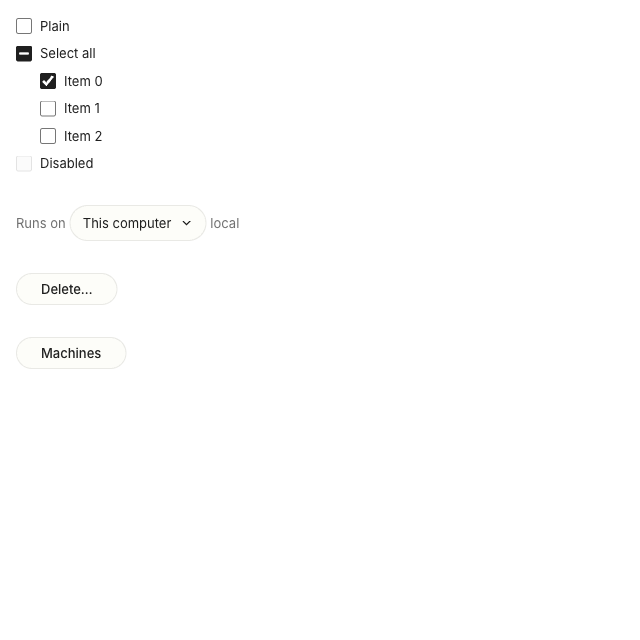 Plain
Select all
Item 0
Item 1
Item 2
Disabled
Runs on This computer local
Delete...
Machines